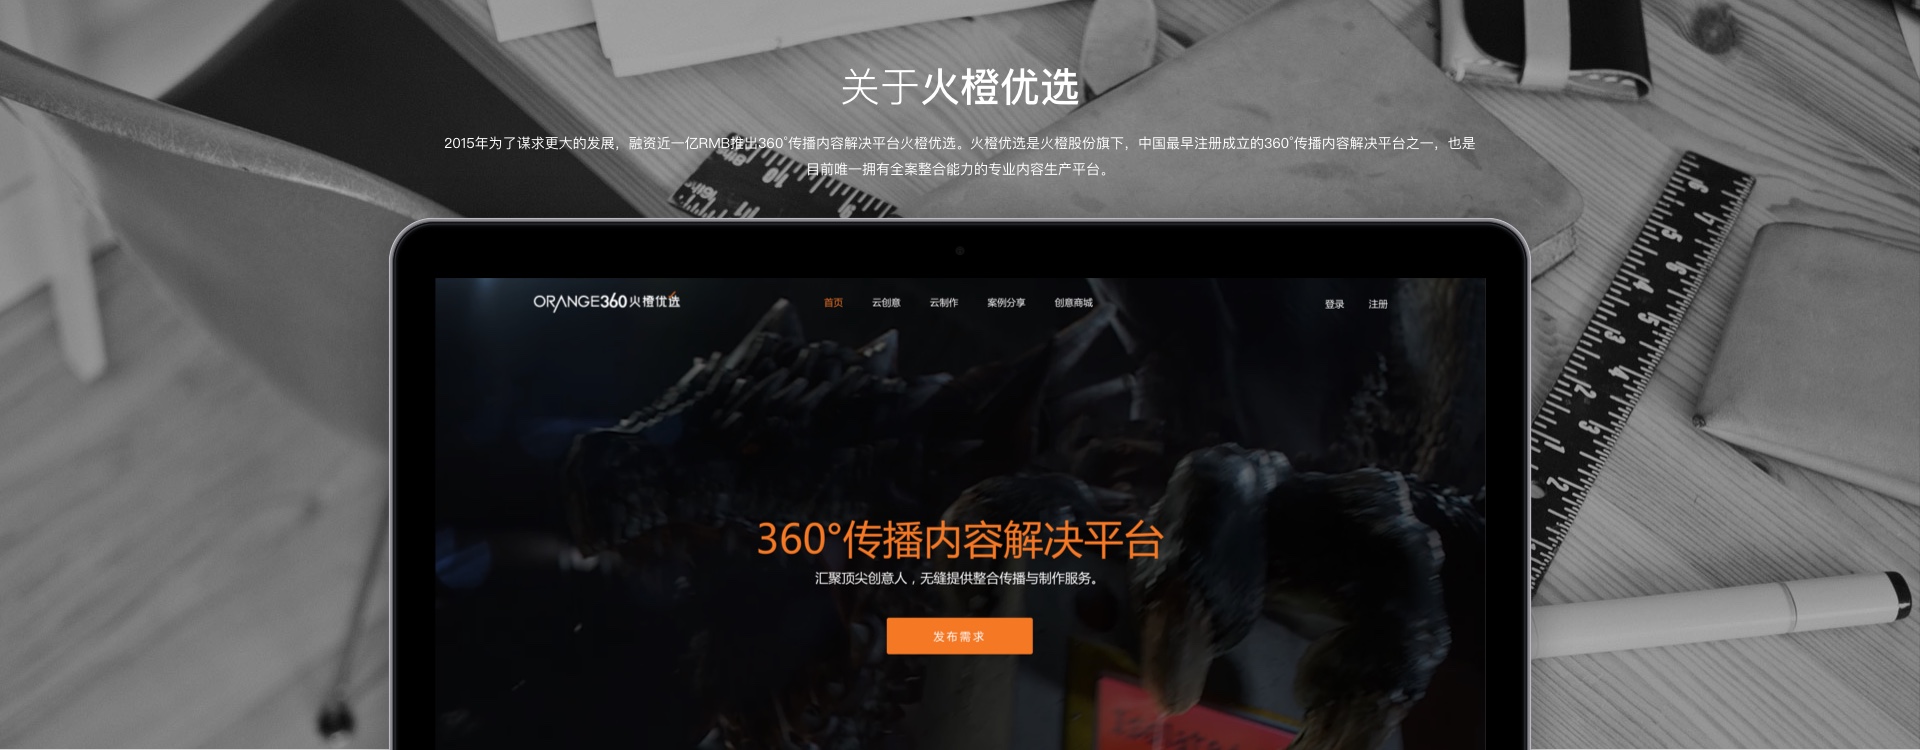 关于火橙优选
2015年为了谋求更大的发展，融资近一亿RMB推出360°传播内容解决平台火橙优选。火橙优选是火橙股份旗下，中国最早注册成立的360°传播内容解决平台之一，也是
目前唯一拥有全案整合能力的专业内容生产平台。
ORANGE360火橙优选 首页 云创意 云制作 案例分享 创意商城 登录 注册
360°传播内容解决平台
汇聚顶尖创意人，无缝提供整合传播与制作服务。
发布需求